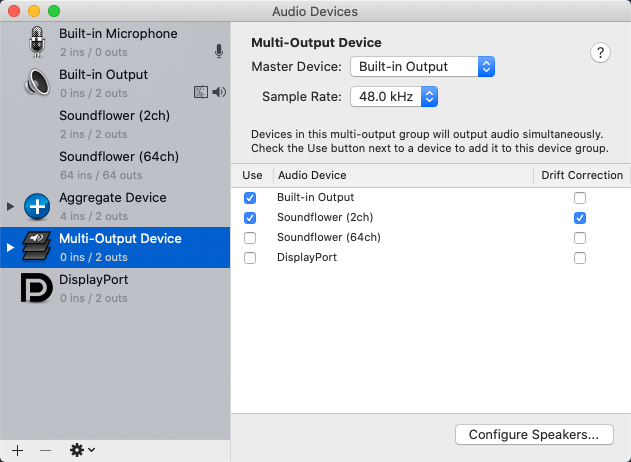 Audio Devices
Built-in Microphone
2 ins / 0 outs
Built-in Output
0 ins / 2 outs
Soundflower (2ch)
2 ins / 2 outs
Soundflower (64ch)
64 ins / 64 outs
Aggregate Device
4 ins / 2 outs
Multi-Output Device
0 ins / 2 outs
DisplayPort
0 ins / 2 outs
Multi-Output Device
?
Master Device: Built-in Output
Sample Rate: 48.0 kHz
Devices in this multi-output group will output audio simultaneously.
Check the Use button next to a device to add it to this device group.
Use Audio Device Drift Correction
Built-in Output
Soundflower (2ch)
Soundflower (64ch)
DisplayPort
Configure Speakers...